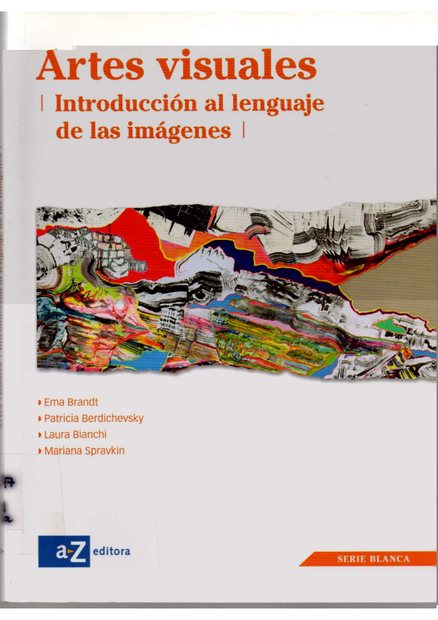 Artes visuales
| Introducción al lenguaje
de las imágenes |
Ema Brandt
Patricia Berdichevsky
Laura Bianchi
Mariana Spravkin
a-Z editora
SERIE BLANCA